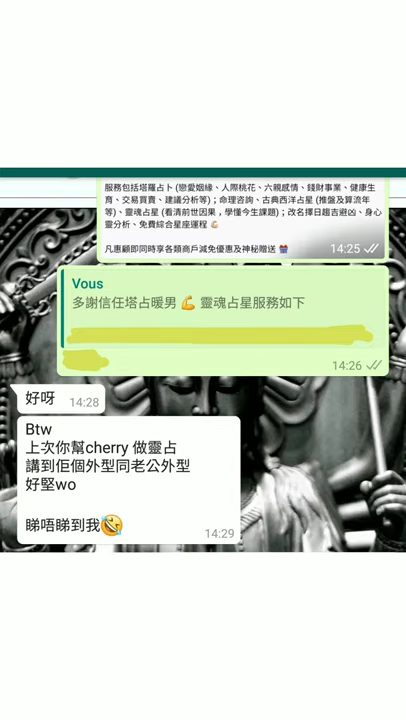 服務包括塔羅占卜 (戀愛姻緣、人際桃花、六親感情、錢財事業、健康生
育、交易買賣、建議分析等)；命理咨詢、古典西洋占星 (推盤及算流年
等)、靈魂占星 (看清前世因果，學懂今生課題)；改名擇日趨吉避凶、身心
靈分析、免費綜合星座運程 💪🏻
凡惠顧即同時享各類商戶減免優惠及神秘贈送 🎁
14:25
Vous
多謝信任塔占暖男 💪 靈魂占星服務如下
14:26
好呀 14:28
Btw
上次你幫cherry 做靈占
講到佢個外型同老公外型
好堅wo
睇唔睇到我🤣
14:29